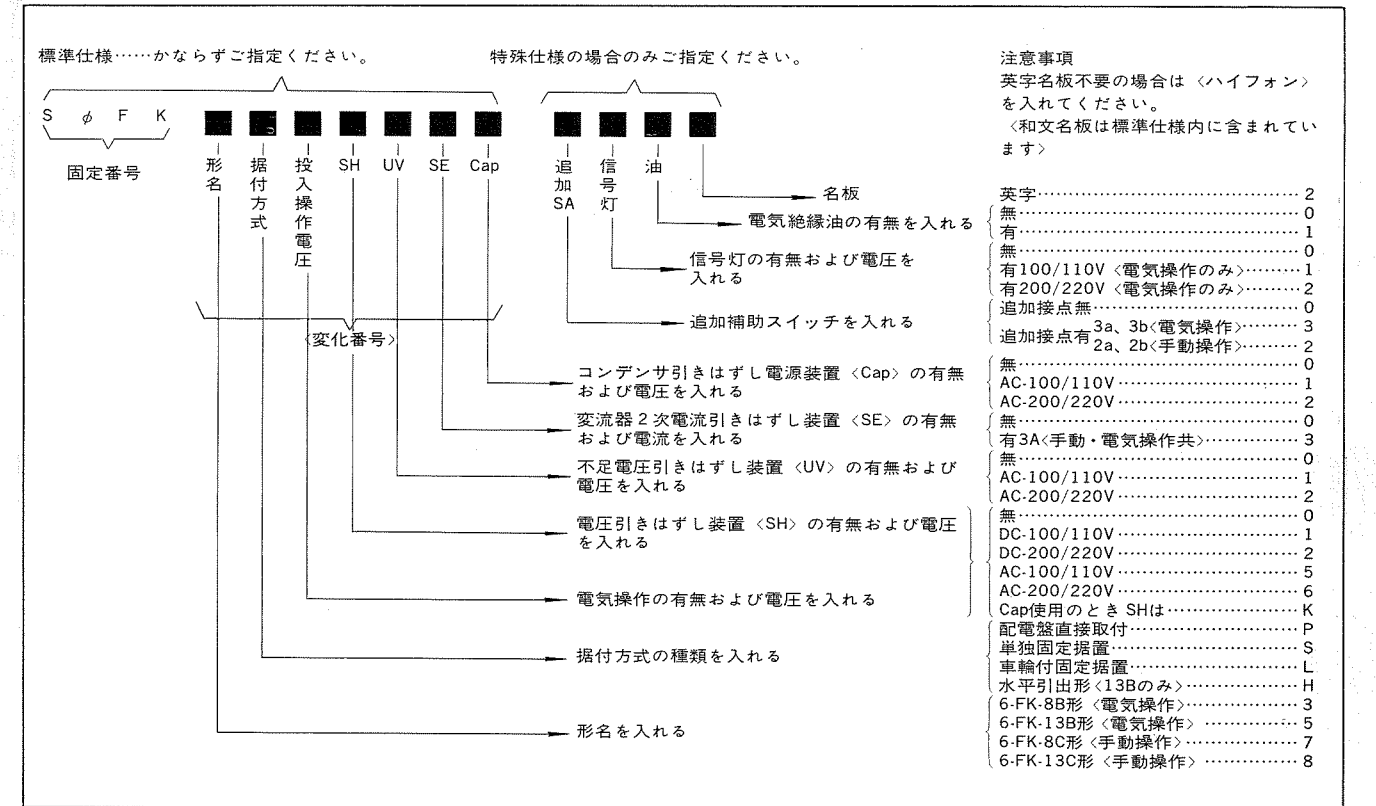 標準仕様……かならずご指定ください。
特殊仕様の場合のみご指定ください。
注意事項
英字名板不要の場合は〈ハイフォン〉
を入れてください。
〈和文名板は標準仕様内に含まれてい
ます〉
S φ F K
固定番号
形名
据付方式
投入操作電圧
SH
UV
SE
Cap
〈変化番号〉
追加SA
信号灯
油
名板
英字……………………………… 2
電気絶縁油の有無を入れる
無……………………………… 0
有……………………………… 1
信号灯の有無および電圧を
入れる
無……………………………… 0
有100/110V〈電気操作のみ〉……… 1
有200/220V〈電気操作のみ〉……… 2
追加補助スイッチを入れる
追加接点無……………………… 0
追加接点有
3a、3b〈電気操作〉……… 3
2a、2b〈手動操作〉……… 2
コンデンサ引きはずし電源装置〈Cap〉の有無
および電圧を入れる
無……………………………… 0
AC-100/110V……………………… 1
AC-200/220V……………………… 2
変流器2次電流引きはずし装置〈SE〉の有無
および電流を入れる
無……………………………… 0
有3A〈手動・電気操作共〉………… 3
不足電圧引きはずし装置〈UV〉の有無および
電圧を入れる
無……………………………… 0
AC-100/110V……………………… 1
AC-200/220V……………………… 2
電圧引きはずし装置〈SH〉の有無および電圧
を入れる
電気操作の有無および電圧を入れる
無……………………………… 0
DC-100/110V……………………… 1
DC-200/220V……………………… 2
AC-100/110V……………………… 5
AC-200/220V……………………… 6
Cap使用のとき SHは……………… K
据付方式の種類を入れる
配電盤直接取付…………………… P
単独固定据置……………………… S
車輪付固定据置…………………… L
水平引出形〈13Bのみ〉…………… H
形名を入れる
6-FK-8B形〈電気操作〉…………… 3
6-FK-13B形〈電気操作〉………… 5
6-FK-8C形〈手動操作〉…………… 7
6-FK-13C形〈手動操作〉………… 8